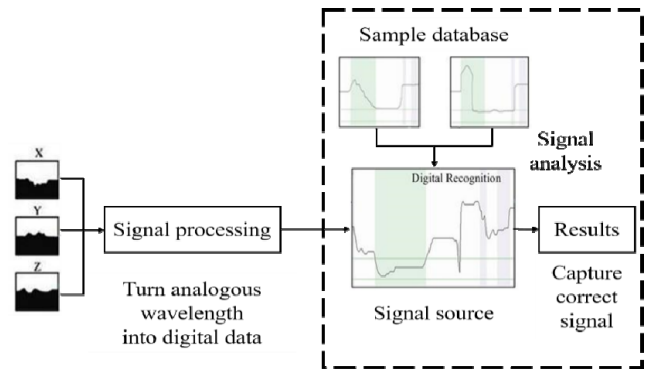 Sample database
Signal
analysis
X
Digital Recognition
Y
Signal processing
Results
Z
Turn analogous
wavelength
into digital data
Signal source
Capture
correct
signal